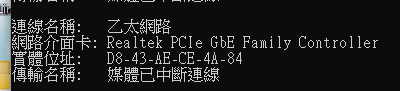 連線名稱:    乙太網路
網路介面卡: Realtek PCIe GbE Family Controller
實體位址:    D8-43-AE-CE-4A-84
傳輸名稱:    媒體已中斷連線